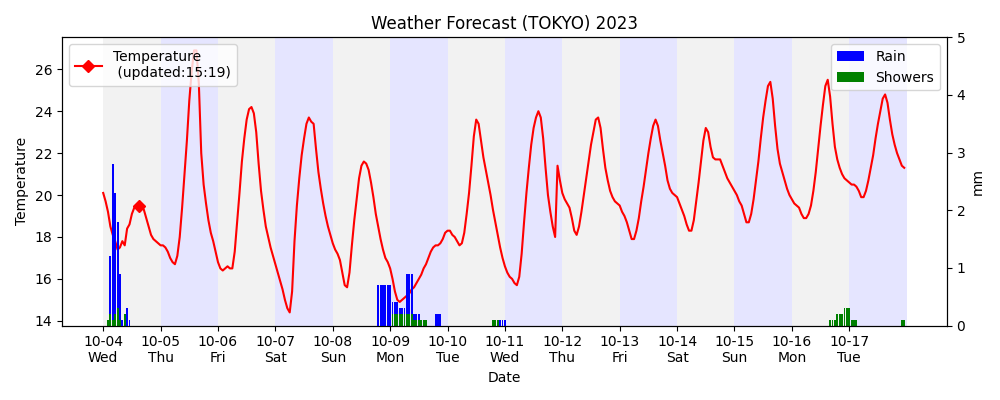 Weather Forecast (TOKYO) 2023
Temperature
(updated:15:19)
Rain
Showers
Temperature
26
24
22
20
18
16
14
5
4
3
2
1
0
mm
10-04 10-05 10-06 10-07 10-08 10-09 10-10 10-11 10-12 10-13 10-14 10-15 10-16 10-17
Wed Thu Fri Sat Sun Mon Tue Wed Thu Fri Sat Sun Mon Tue
Date